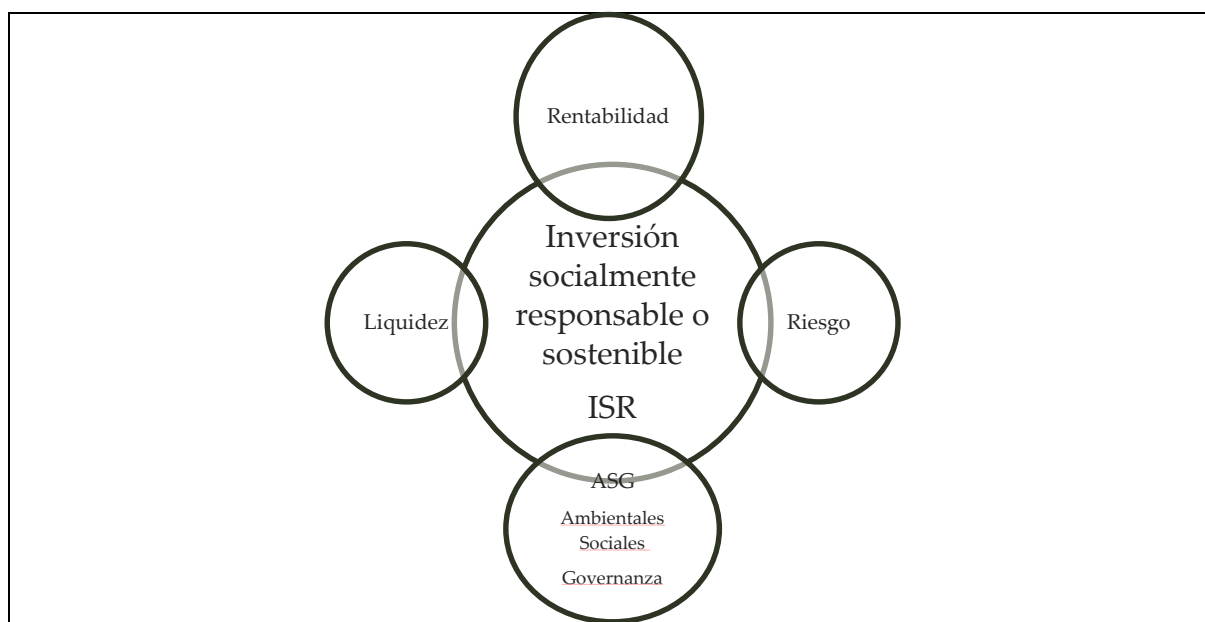 Rentabilidad
Inversión
socialmente
responsable o
sostenible
ISR
Liquidez
Riesgo
ASG
Ambientales
Sociales
Governanza